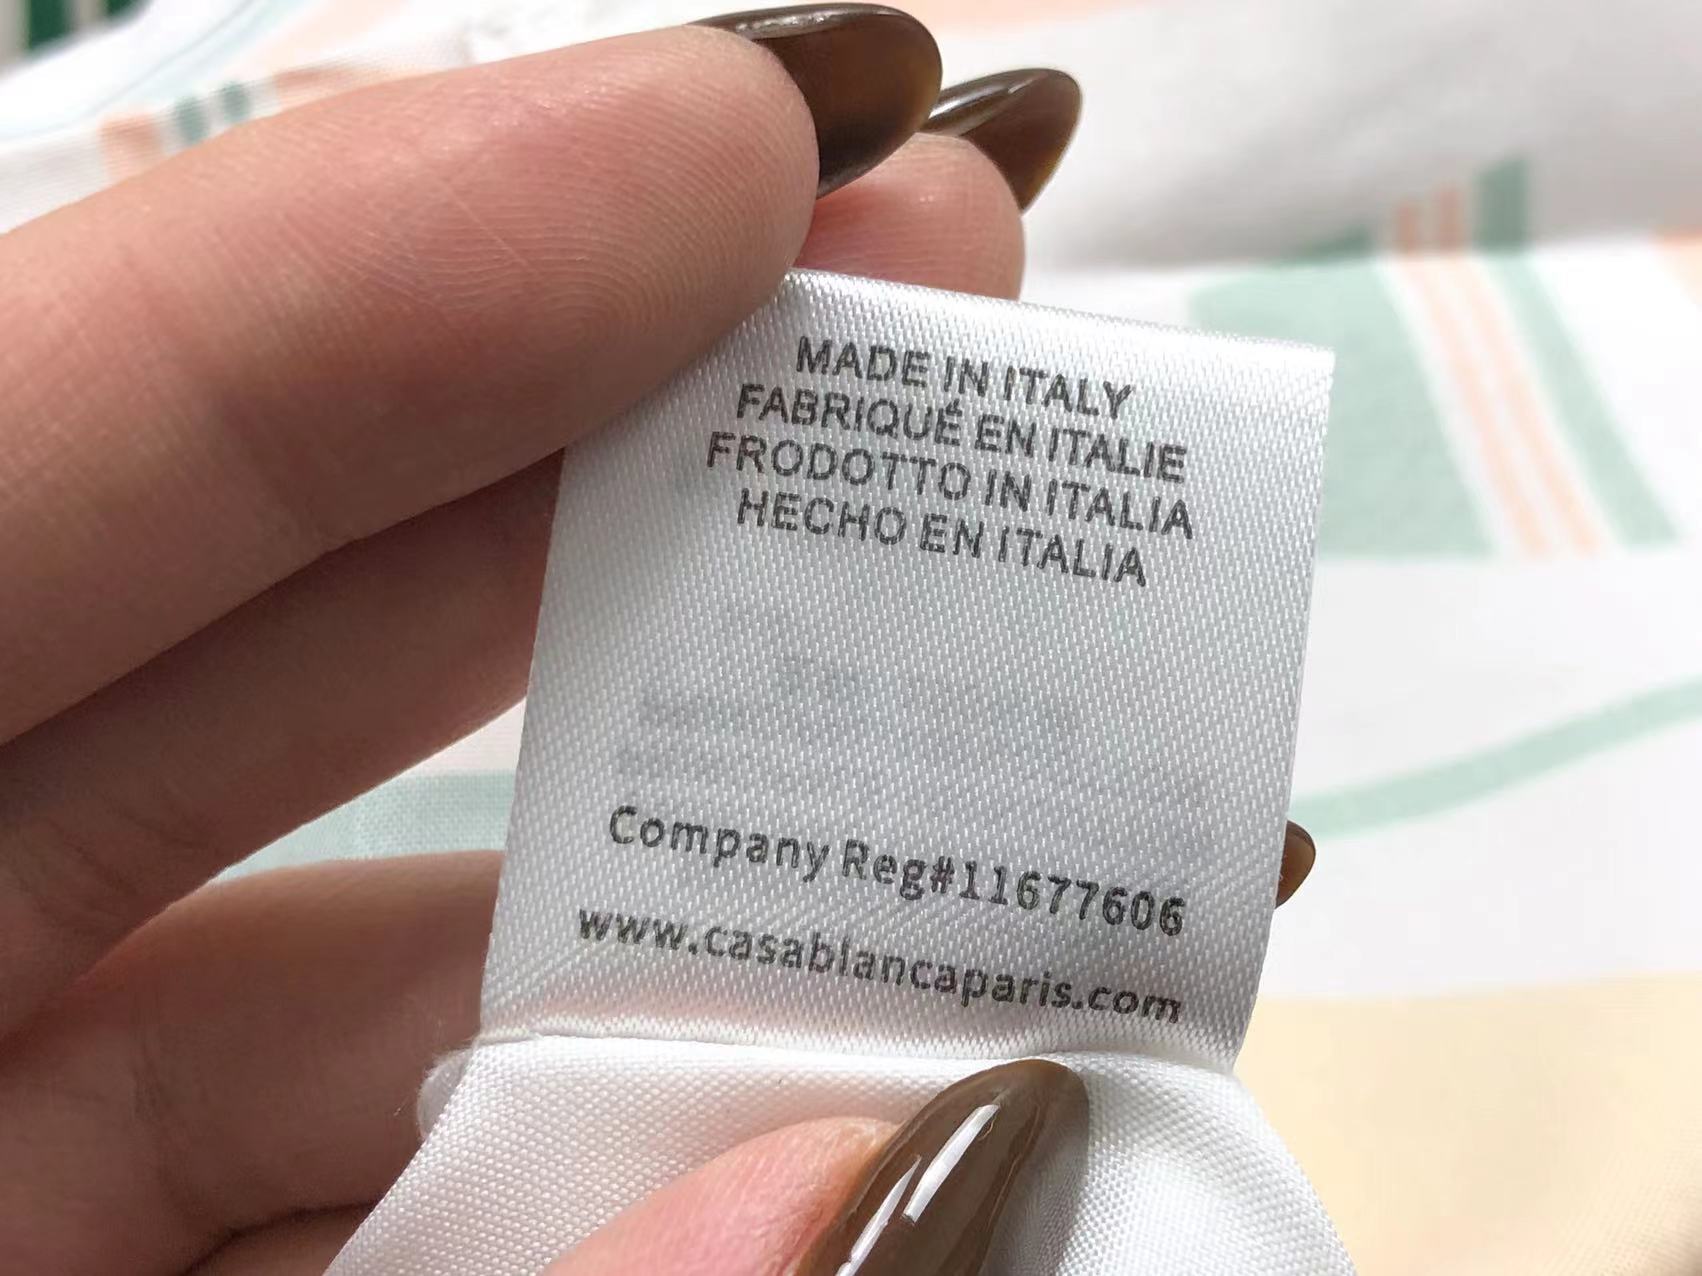 MADE IN ITALY
FABRIQUÉ EN ITALIE
FRODOTTO IN ITALIA
HECHO EN ITALIA
Company Reg#11677606
www.casablancaparis.com